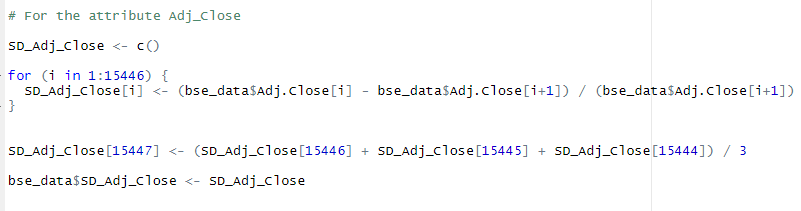 # For the attribute Adj_Close
SD_Adj_Close <- c()
for (i in 1:15446) {
  SD_Adj_Close[i] <- (bse_data$Adj.Close[i] - bse_data$Adj.Close[i+1]) / (bse_data$Adj.Close[i+1])
}
SD_Adj_Close[15447] <- (SD_Adj_Close[15446] + SD_Adj_Close[15445] + SD_Adj_Close[15444]) / 3
bse_data$SD_Adj_Close <- SD_Adj_Close